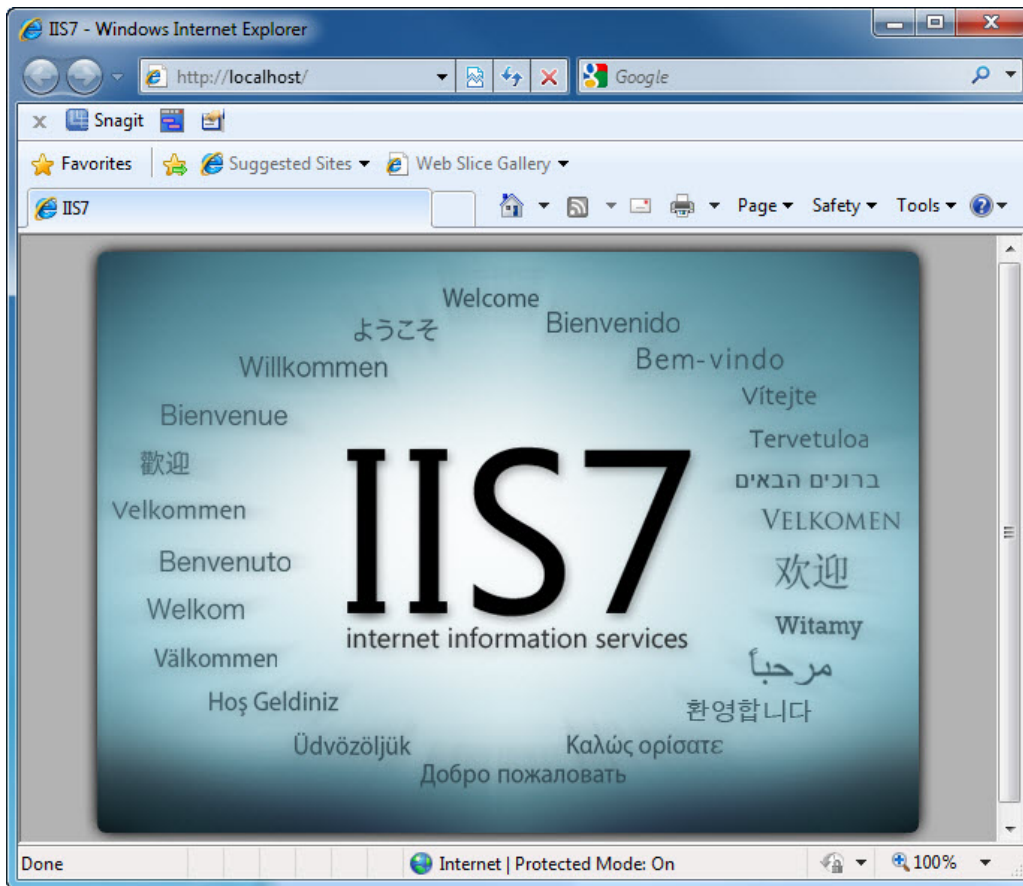 IIS7 - Windows Internet Explorer
http://localhost/
Google
Snagit
Favorites
Suggested Sites
Web Slice Gallery
IIS7
Page
Safety
Tools
Welcome
ようこそ
Bienvenido
Willkommen
Bem-vindo
Bienvenue
Vítejte
歡迎
Tervetuloa
ברוכים הבאים
Velkommen
VELKOMEN
Benvenuto
欢迎
Welkom
Witamy
Välkommen
مرحباً
Hoş Geldiniz
환영합니다
Üdvözöljük
Καλώς ορίσατε
Добро пожаловать
IIS7
internet information services
Done
Internet | Protected Mode: On
100%